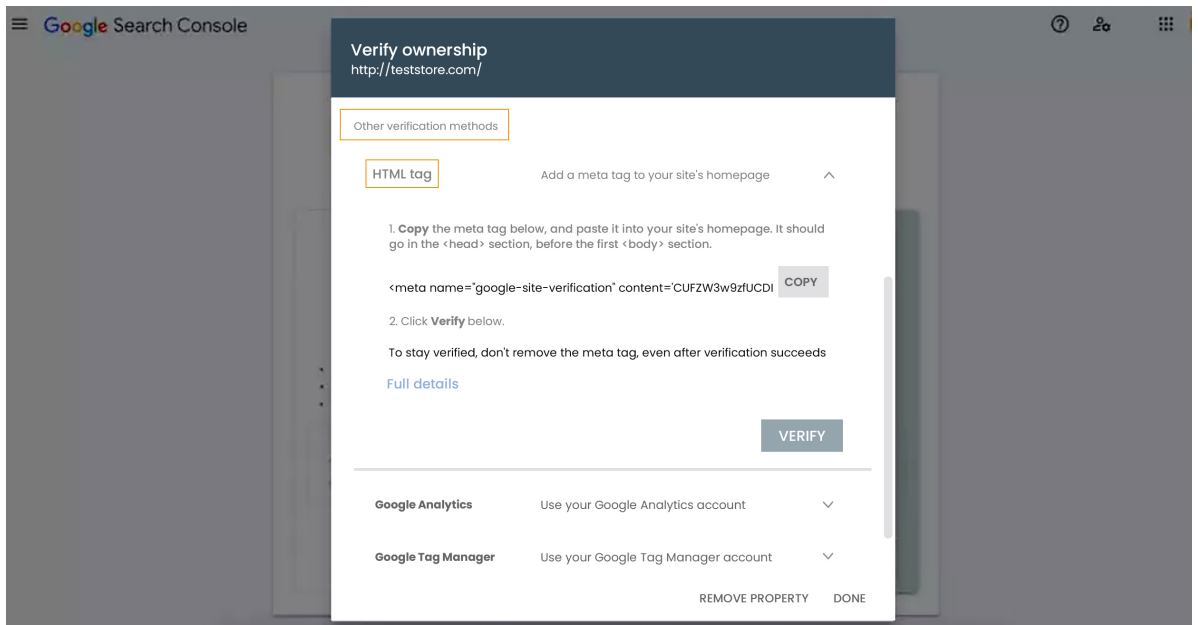 Google Search Console
Verify ownership
http://teststore.com/
Other verification methods
HTML tag Add a meta tag to your site's homepage
1. Copy the meta tag below, and paste it into your site's homepage. It should
go in the <head> section, before the first <body> section.
<meta name="google-site-verification" content='CUFZW3w9zfUCDI COPY
2. Click Verify below.
To stay verified, don't remove the meta tag, even after verification succeeds
Full details
VERIFY
Google Analytics Use your Google Analytics account
Google Tag Manager Use your Google Tag Manager account
REMOVE PROPERTY DONE